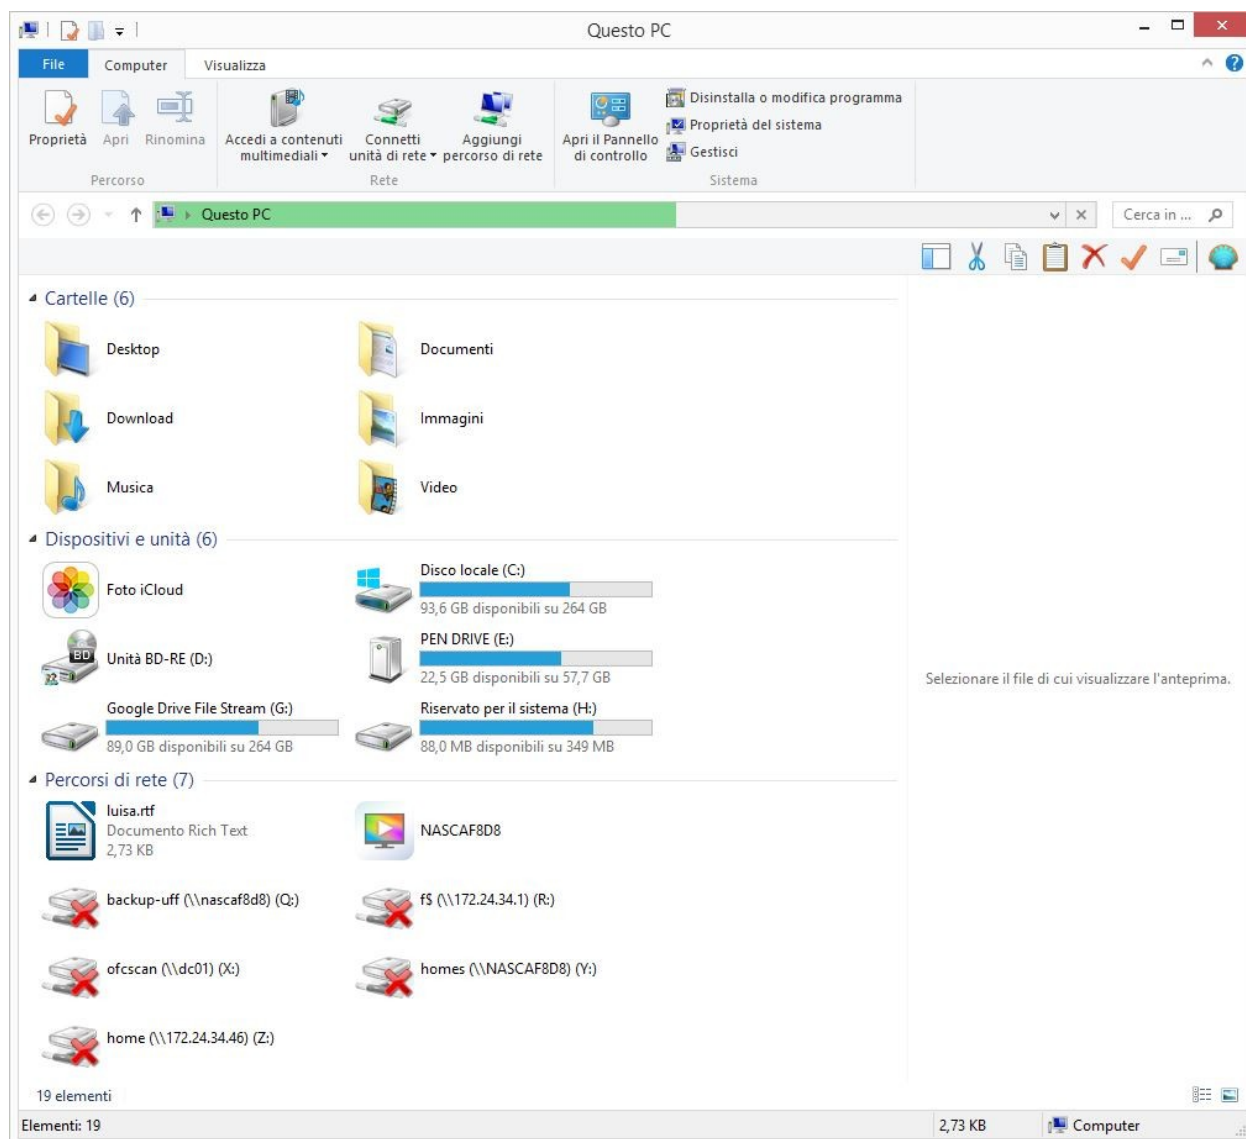 Questo PC
File Computer Visualizza
Proprietà Apri Rinomina Accedi a contenuti multimediali Connetti unità di rete Aggiungi percorso di rete Apri il Pannello di controllo Disinstalla o modifica programma
Proprietà del sistema
Gestisci
Percorso Rete Sistema
Questo PC Cerca in ...
Cartelle (6)
Desktop Documenti
Download Immagini
Musica Video
Dispositivi e unità (6)
Foto iCloud
Disco locale (C:)
93,6 GB disponibili su 264 GB
BD
Unità BD-RE (D:)
PEN DRIVE (E:)
22,5 GB disponibili su 57,7 GB
Google Drive File Stream (G:)
89,0 GB disponibili su 264 GB
Riservato per il sistema (H:)
88,0 MB disponibili su 349 MB
Selezionare il file di cui visualizzare l'anteprima.
Percorsi di rete (7)
luisa.rtf
Documento Rich Text
2,73 KB
NASCAF8D8
backup-uff (\\nascaf8d8) (Q:) f$ (\\172.24.34.1) (R:)
ofcscan (\\dc01) (X:) homes (\\NASCAF8D8) (Y:)
home (\\172.24.34.46) (Z:)
19 elementi
Elementi: 19 2,73 KB Computer